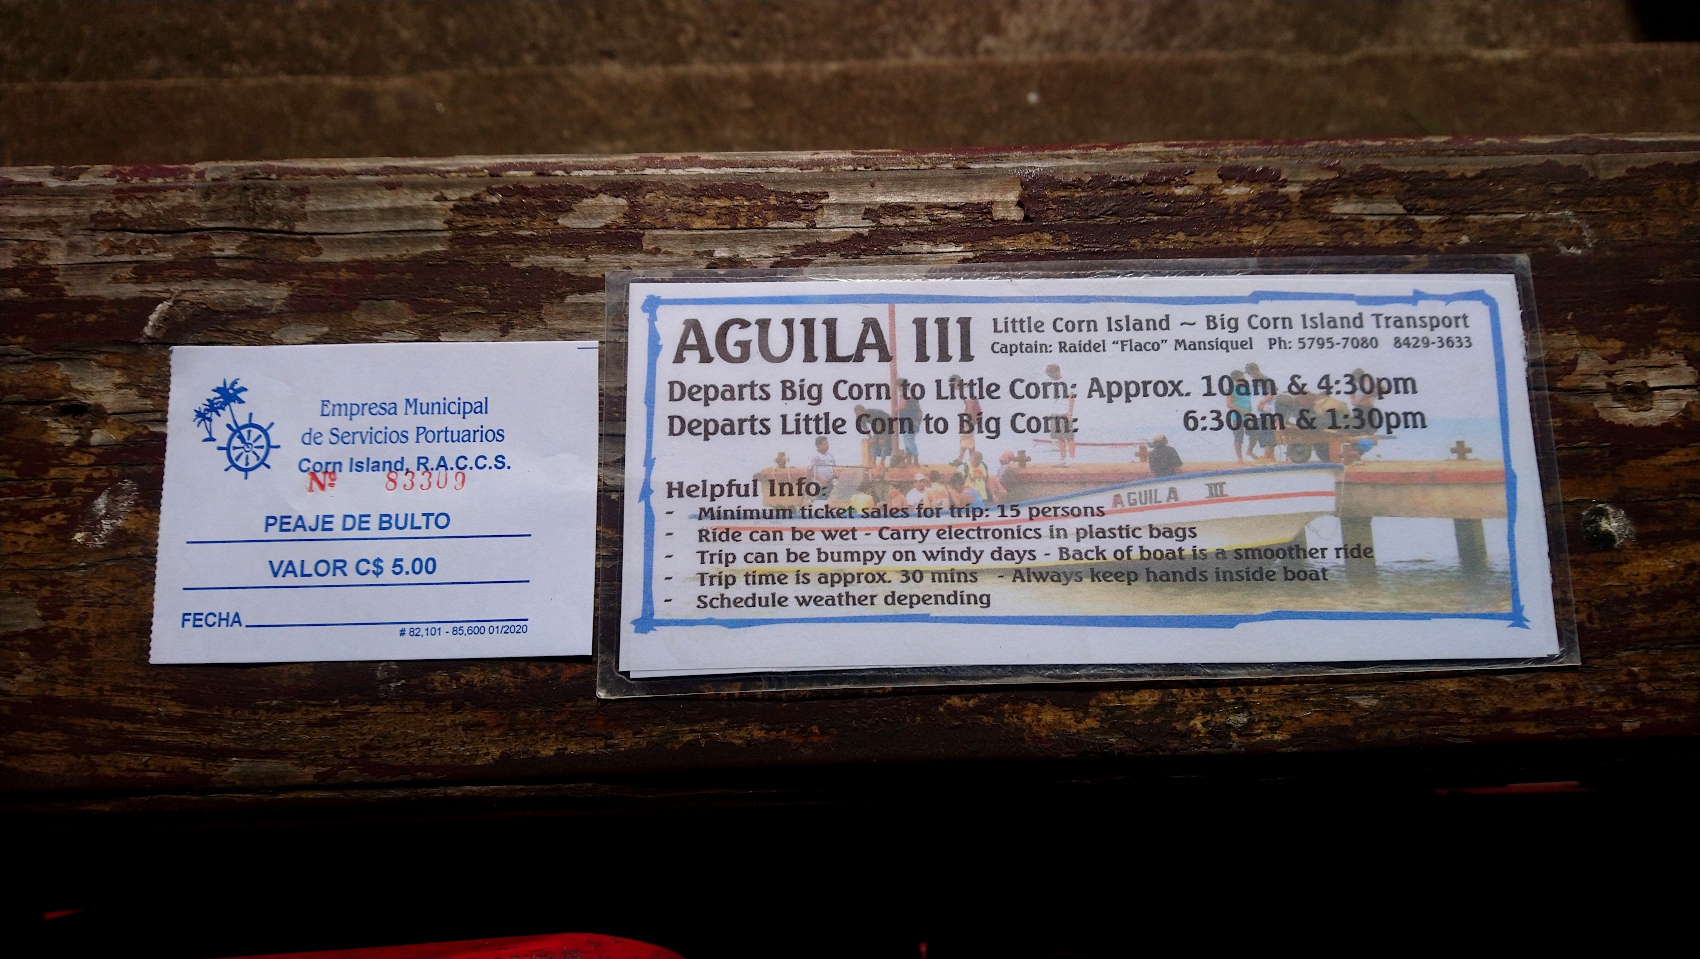 Empresa Municipal
de Servicios Portuarios
Corn Island, R.A.C.C.S.
Nº 83309
PEAJE DE BULTO
VALOR C$ 5.00
FECHA
# 82,101 - 85,600 01/2020
AGUILA III
Little Corn Island ~ Big Corn Island Transport
Captain: Raidel "Flaco" Mansiquel Ph: 5795-7080 8429-3633
Departs Big Corn to Little Corn: Approx. 10am & 4:30pm
Departs Little Corn to Big Corn: 6:30am & 1:30pm
Helpful Info:
- Minimum ticket sales for trip: 15 persons
- Ride can be wet - Carry electronics in plastic bags
- Trip can be bumpy on windy days - Back of boat is a smoother ride
- Trip time is approx. 30 mins - Always keep hands inside boat
- Schedule weather depending
AGUILA III